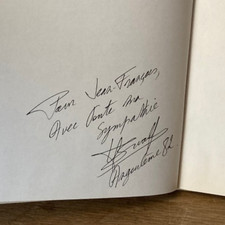 Pour Jean-François,
Avec toute ma
sympathie
Angoulême 82